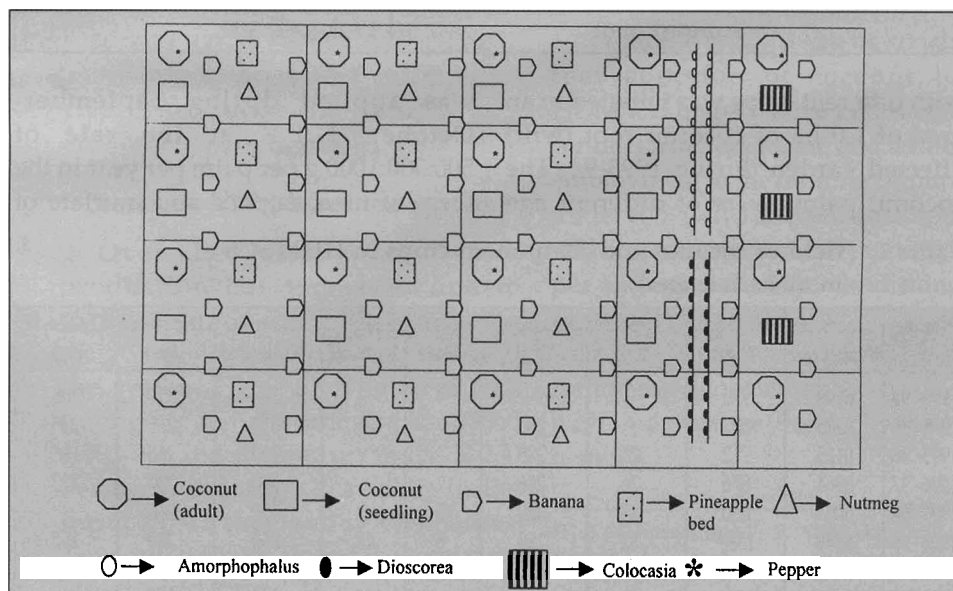 Coconut (adult)
Coconut (seedling)
Banana
Pineapple bed
Nutmeg
Amorphophalus
Dioscorea
Colocasia
Pepper